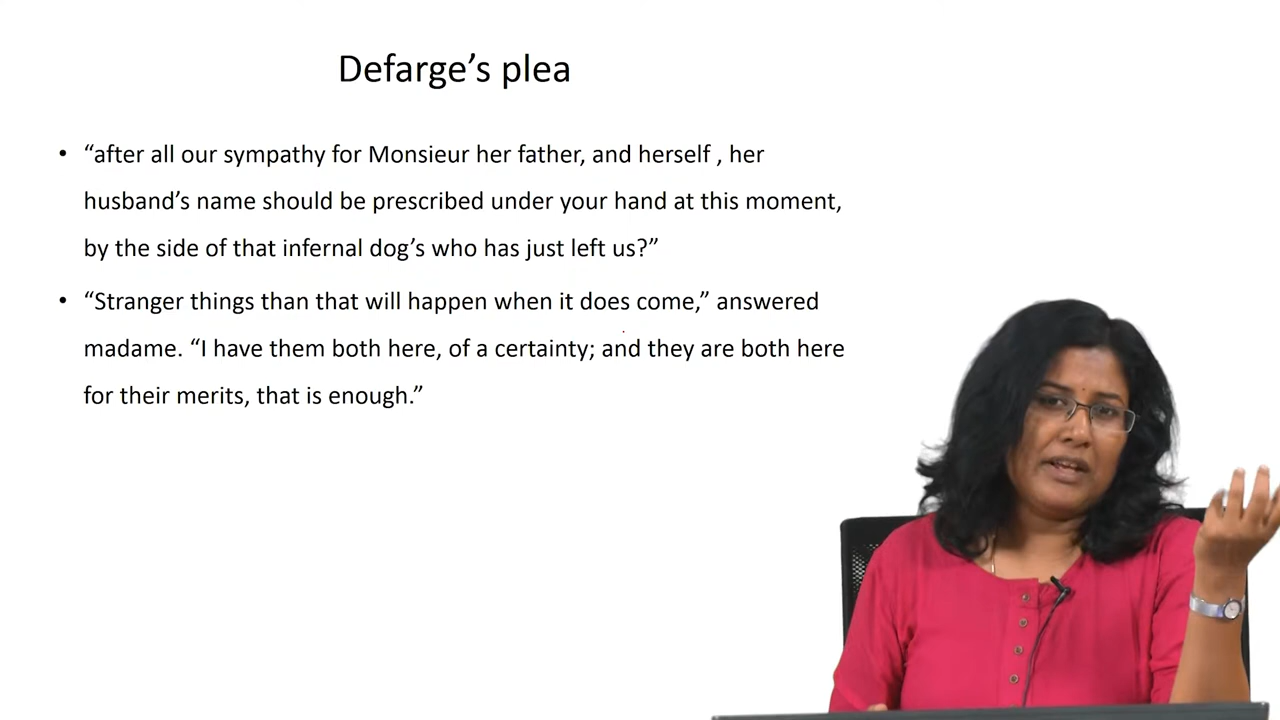 Defarge’s plea
• “after all our sympathy for Monsieur her father, and herself , her
husband’s name should be prescribed under your hand at this moment,
by the side of that infernal dog’s who has just left us?”
• “Stranger things than that will happen when it does come,” answered
madame. “I have them both here, of a certainty; and they are both here
for their merits, that is enough.”